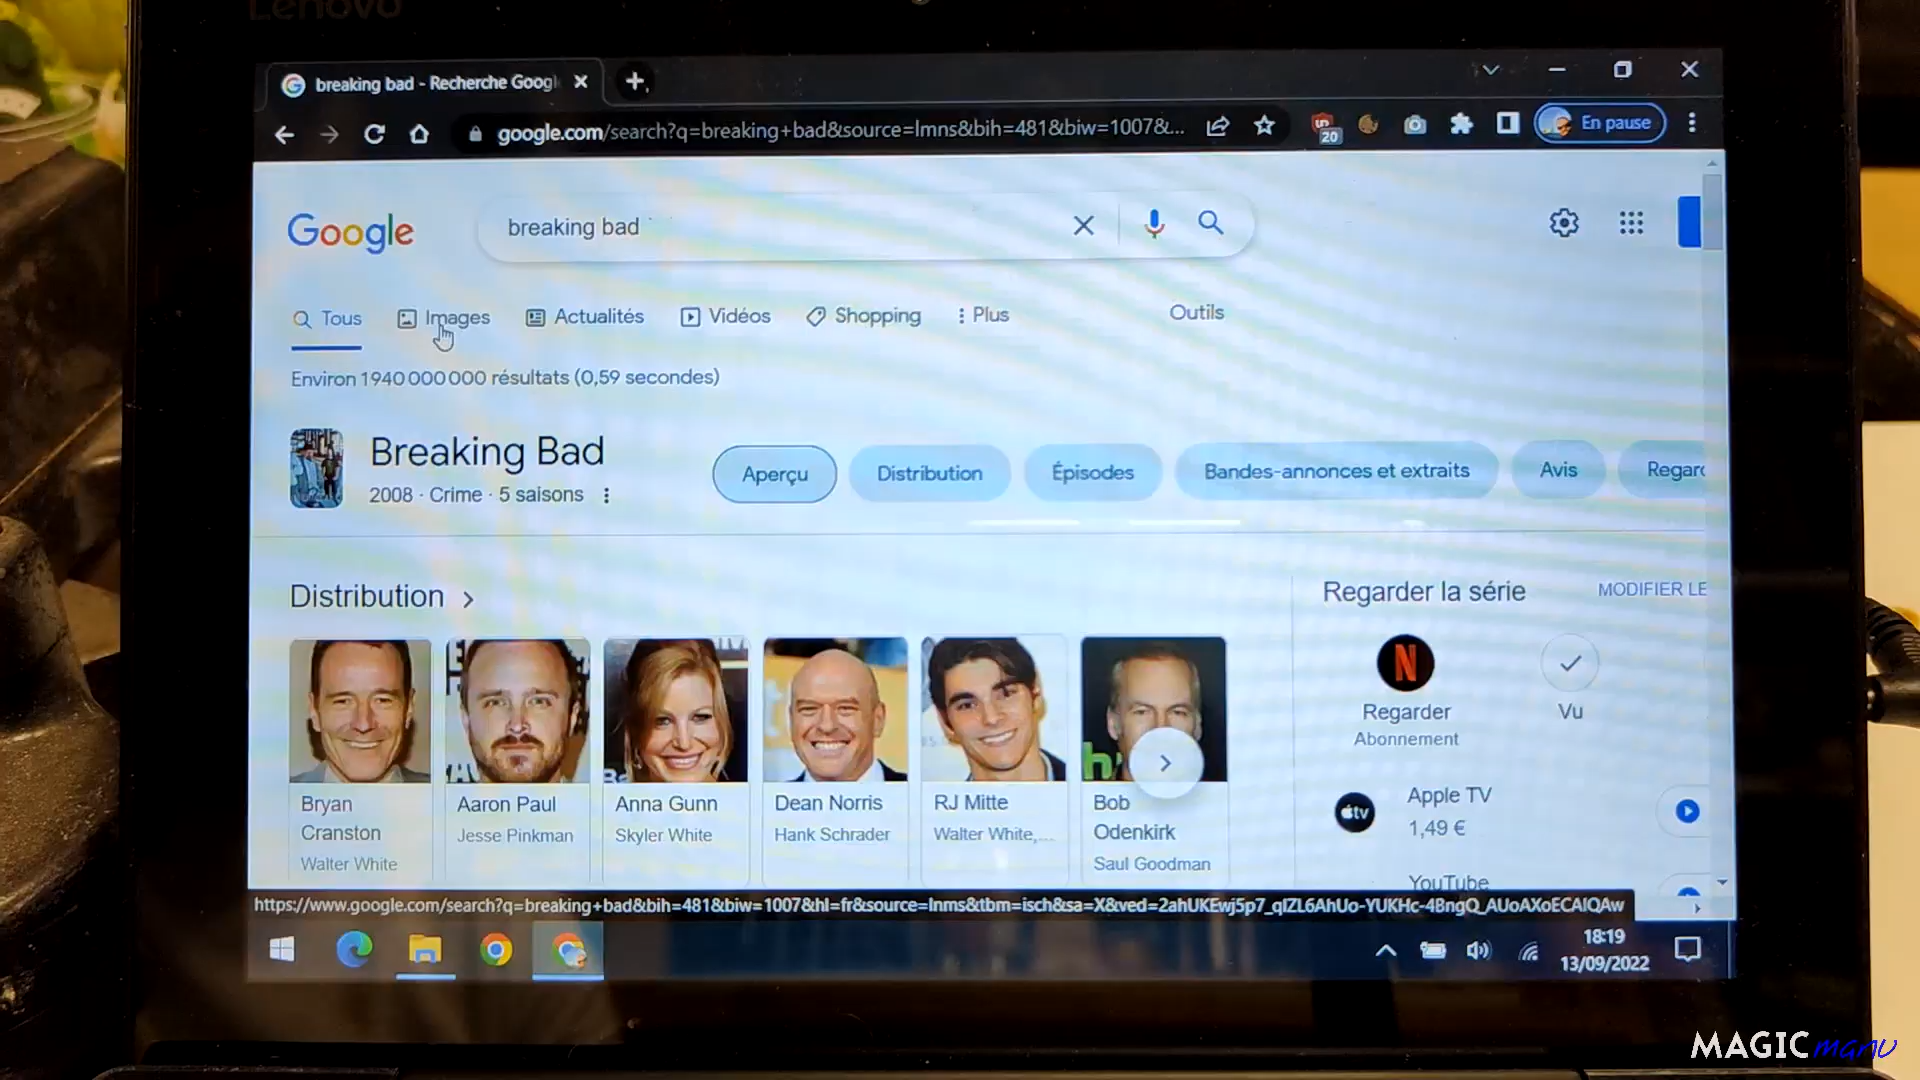 Lenovo
breaking bad - Recherche Googl
google.com/search?q=breaking+bad&source=lmns&bih=481&biw=1007&...
20
En pause
Google
breaking bad
Tous
Images
Actualités
Vidéos
Shopping
Plus
Outils
Environ 1 940 000 000 résultats (0,59 secondes)
Breaking Bad
2008 · Crime · 5 saisons
Aperçu
Distribution
Épisodes
Bandes-annonces et extraits
Avis
Regard
Distribution
Regarder la série
MODIFIER LE
Bryan
Cranston
Walter White
Aaron Paul
Jesse Pinkman
Anna Gunn
Skyler White
Dean Norris
Hank Schrader
RJ Mitte
Walter White,...
Bob
Odenkirk
Saul Goodman
N
Regarder
Abonnement
Vu
tv
Apple TV
1,49 €
YouTube
https://www.google.com/search?q=breaking+bad&bih=481&biw=1007&hl=fr&source=lnms&tbm=isch&sa=X&ved=2ahUKEwj5p7_qIZL6AhUo-YUKHc-4BngQ_AUoAXoECAIQAw
18:19
13/09/2022
MAGIC manu